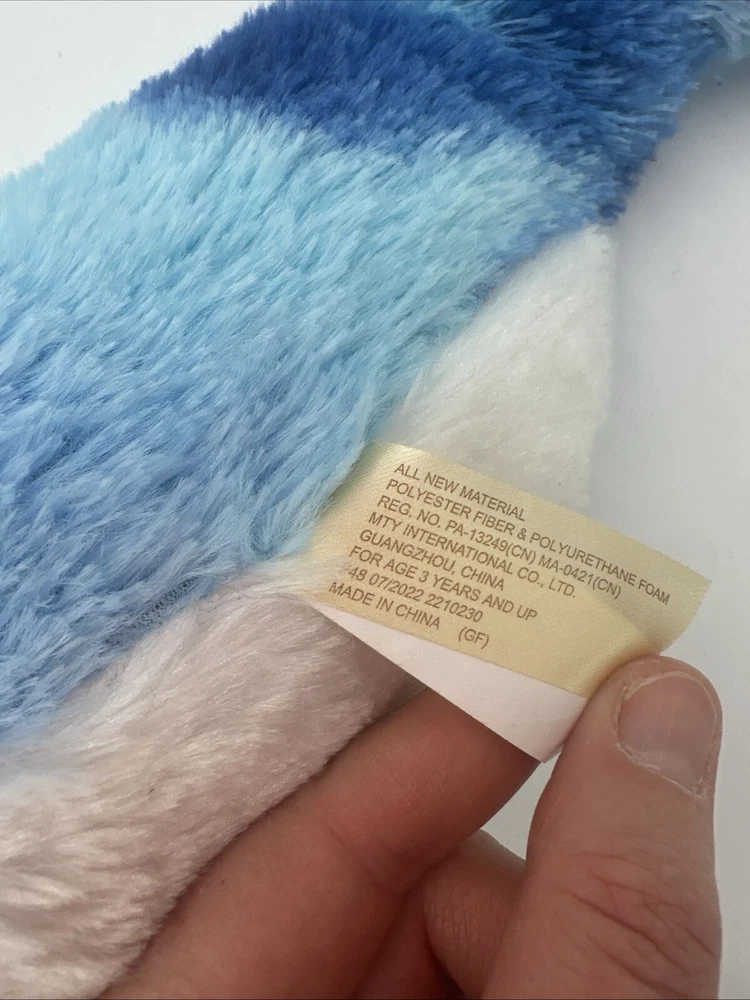 ALL NEW MATERIAL
POLYESTER FIBER & POLYURETHANE FOAM
REG. NO. PA-13249(CN) MA-0421(CN)
MTY INTERNATIONAL CO., LTD.
GUANGZHOU, CHINA
FOR AGE 3 YEARS AND UP
48 07/2022 2210230
MADE IN CHINA (GF)